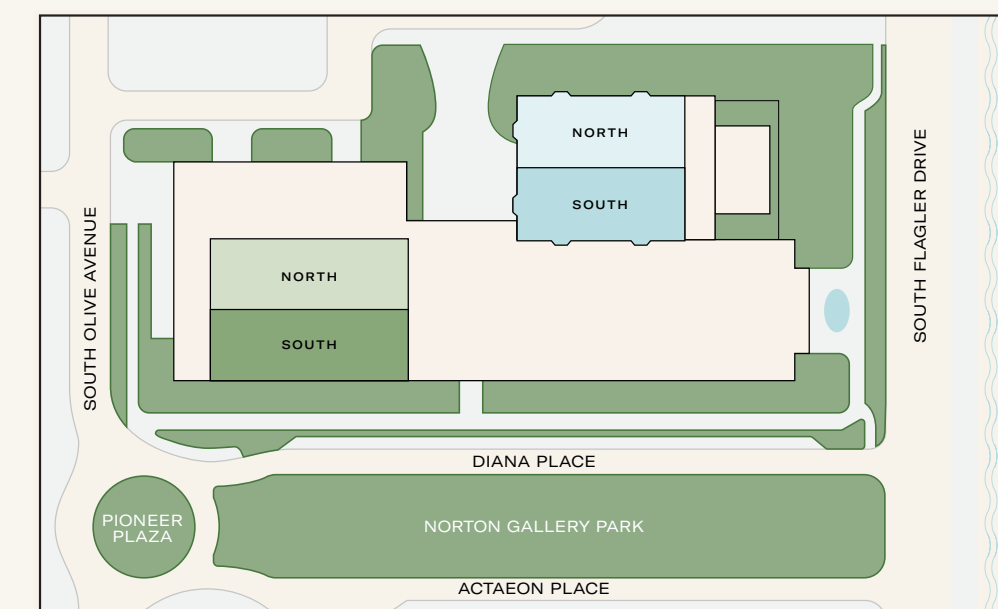 NORTH
SOUTH
SOUTH FLAGLER DRIVE
SOUTH OLIVE AVENUE
NORTH
SOUTH
DIANA PLACE
PIONEER
PLAZA
NORTON GALLERY PARK
ACTAEON PLACE